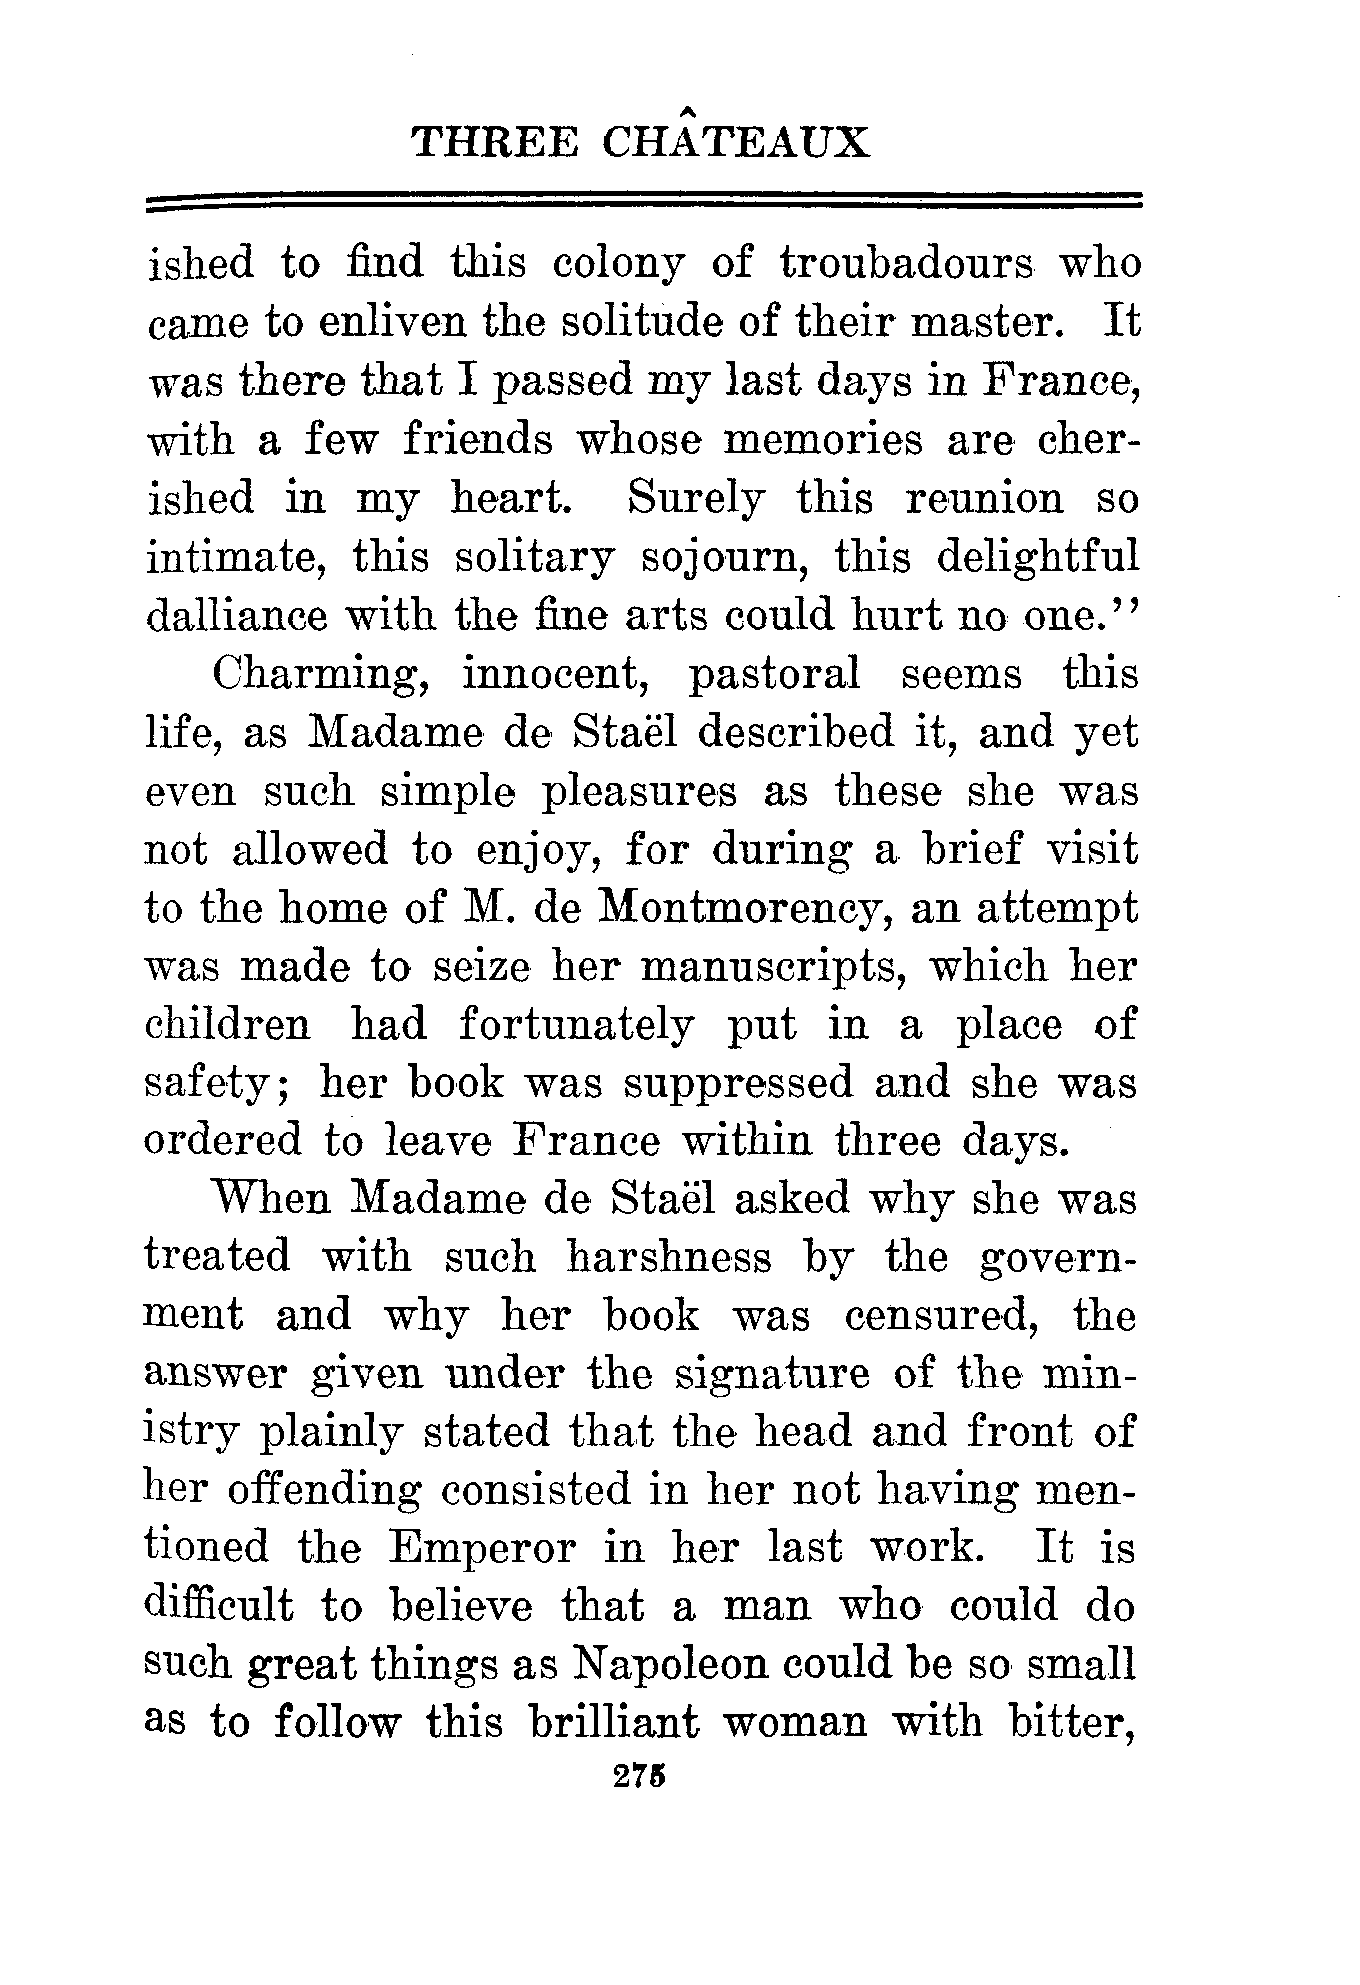 THREE CHÂTEAUX
ished to find this colony of troubadours who
came to enliven the solitude of their master. It
was there that I passed my last days in France,
with a few friends whose memories are cher-
ished in my heart. Surely this reunion so
intimate, this solitary sojourn, this delightful
dalliance with the fine arts could hurt no one.’’
Charming, innocent, pastoral seems this
life, as Madame de Staël described it, and yet
even such simple pleasures as these she was
not allowed to enjoy, for during a brief visit
to the home of M. de Montmorency, an attempt
was made to seize her manuscripts, which her
children had fortunately put in a place of
safety; her book was suppressed and she was
ordered to leave France within three days.
When Madame de Staël asked why she was
treated with such harshness by the govern-
ment and why her book was censured, the
answer given under the signature of the min-
istry plainly stated that the head and front of
her offending consisted in her not having men-
tioned the Emperor in her last work. It is
difficult to believe that a man who could do
such great things as Napoleon could be so small
as to follow this brilliant woman with bitter,
275